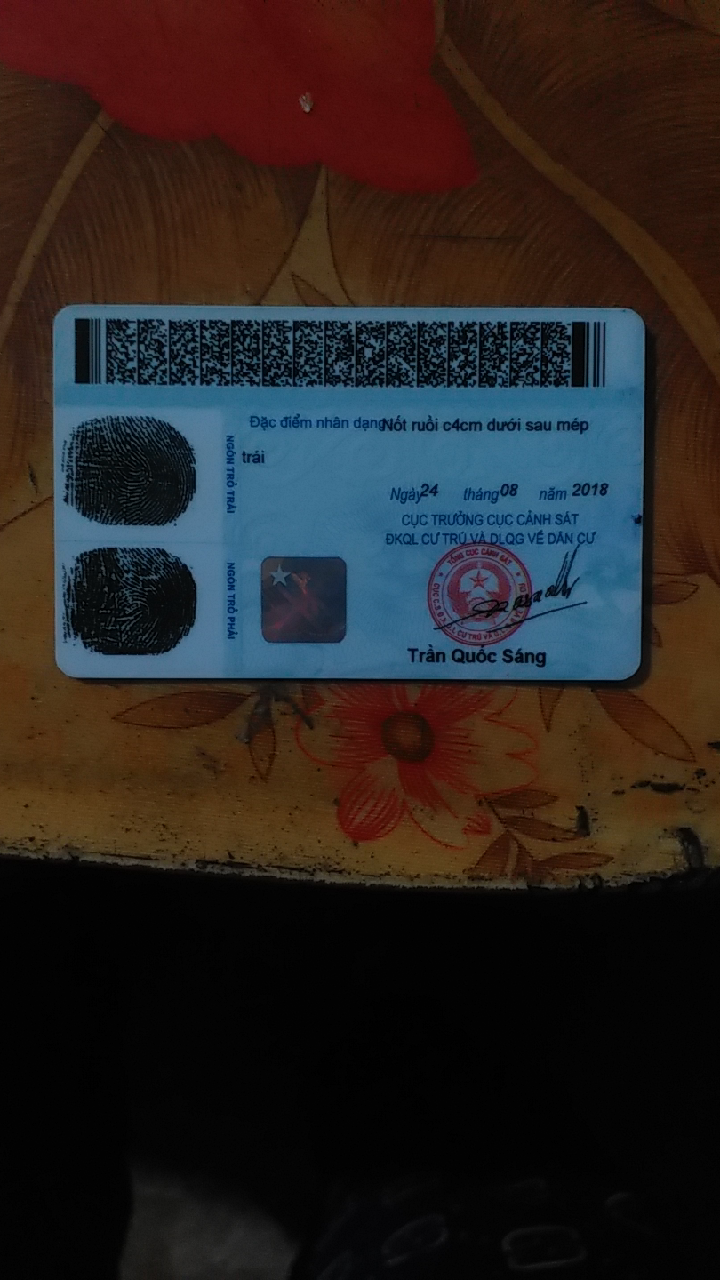 Đặc điểm nhân dạng Nốt ruồi c4cm dưới sau mép
trái
NGÓN TRỎ TRÁI
Ngày 24 tháng 08 năm 2018
CỤC TRƯỞNG CỤC CẢNH SÁT
ĐKQL CƯ TRÚ VÀ DLQG VỀ DÂN CƯ
NGÓN TRỎ PHẢI
TỔNG CỤC CẢNH SÁT
Trần Quốc Sáng